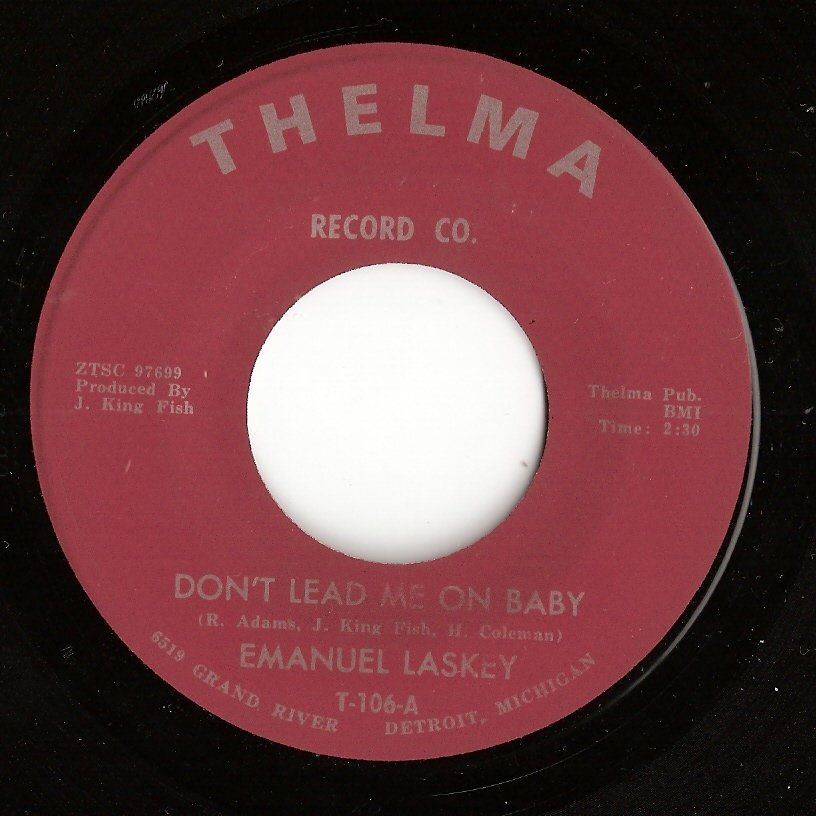 THELMA
RECORD CO.
ZTSC 97699
Produced By
J. King Fish
Thelma Pub.
BMI
Time: 2:30
DON'T LEAD ME ON BABY
(R. Adams, J. King Fish, H. Coleman)
EMANUEL LASKEY
T-106-A
6519 GRAND RIVER DETROIT, MICHIGAN